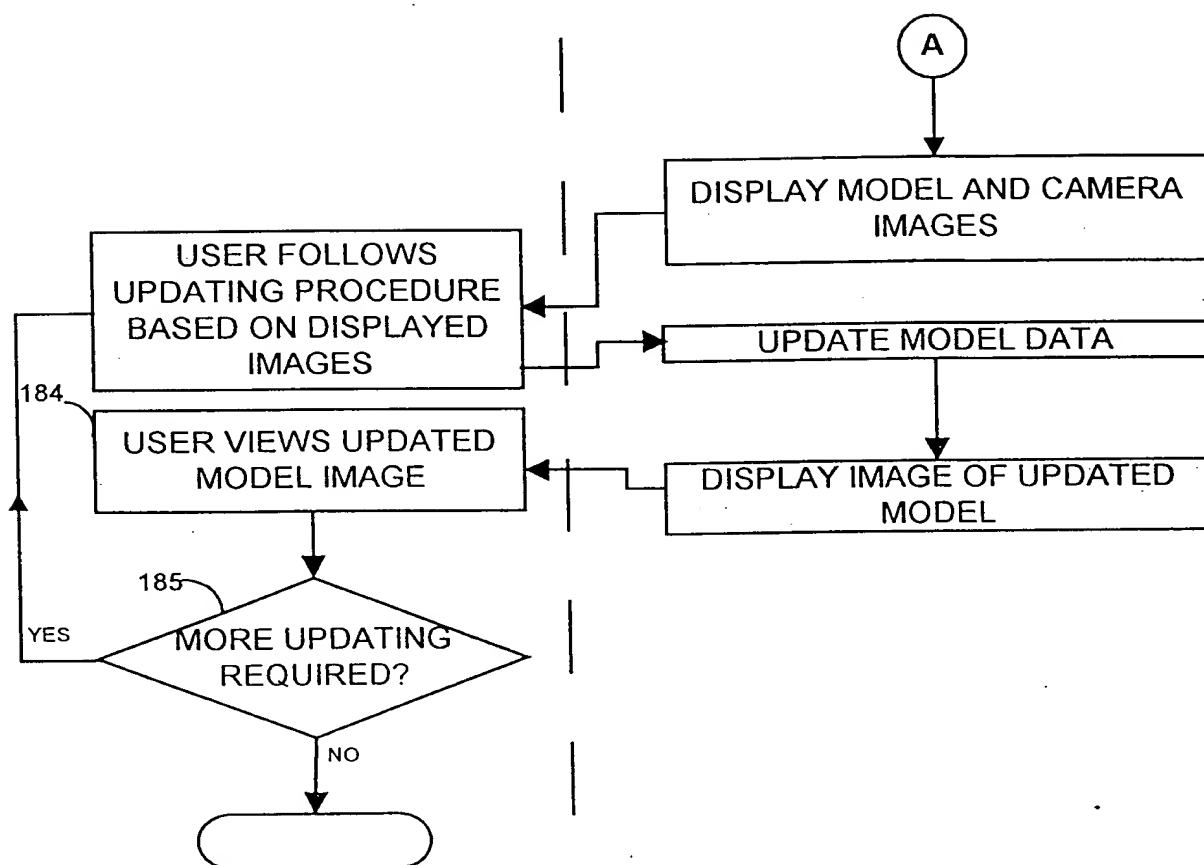 A
DISPLAY MODEL AND CAMERA
IMAGES
USER FOLLOWS
UPDATING PROCEDURE
BASED ON DISPLAYED
IMAGES
UPDATE MODEL DATA
184
USER VIEWS UPDATED
MODEL IMAGE
DISPLAY IMAGE OF UPDATED
MODEL
185
MORE UPDATING
REQUIRED?
YES
NO